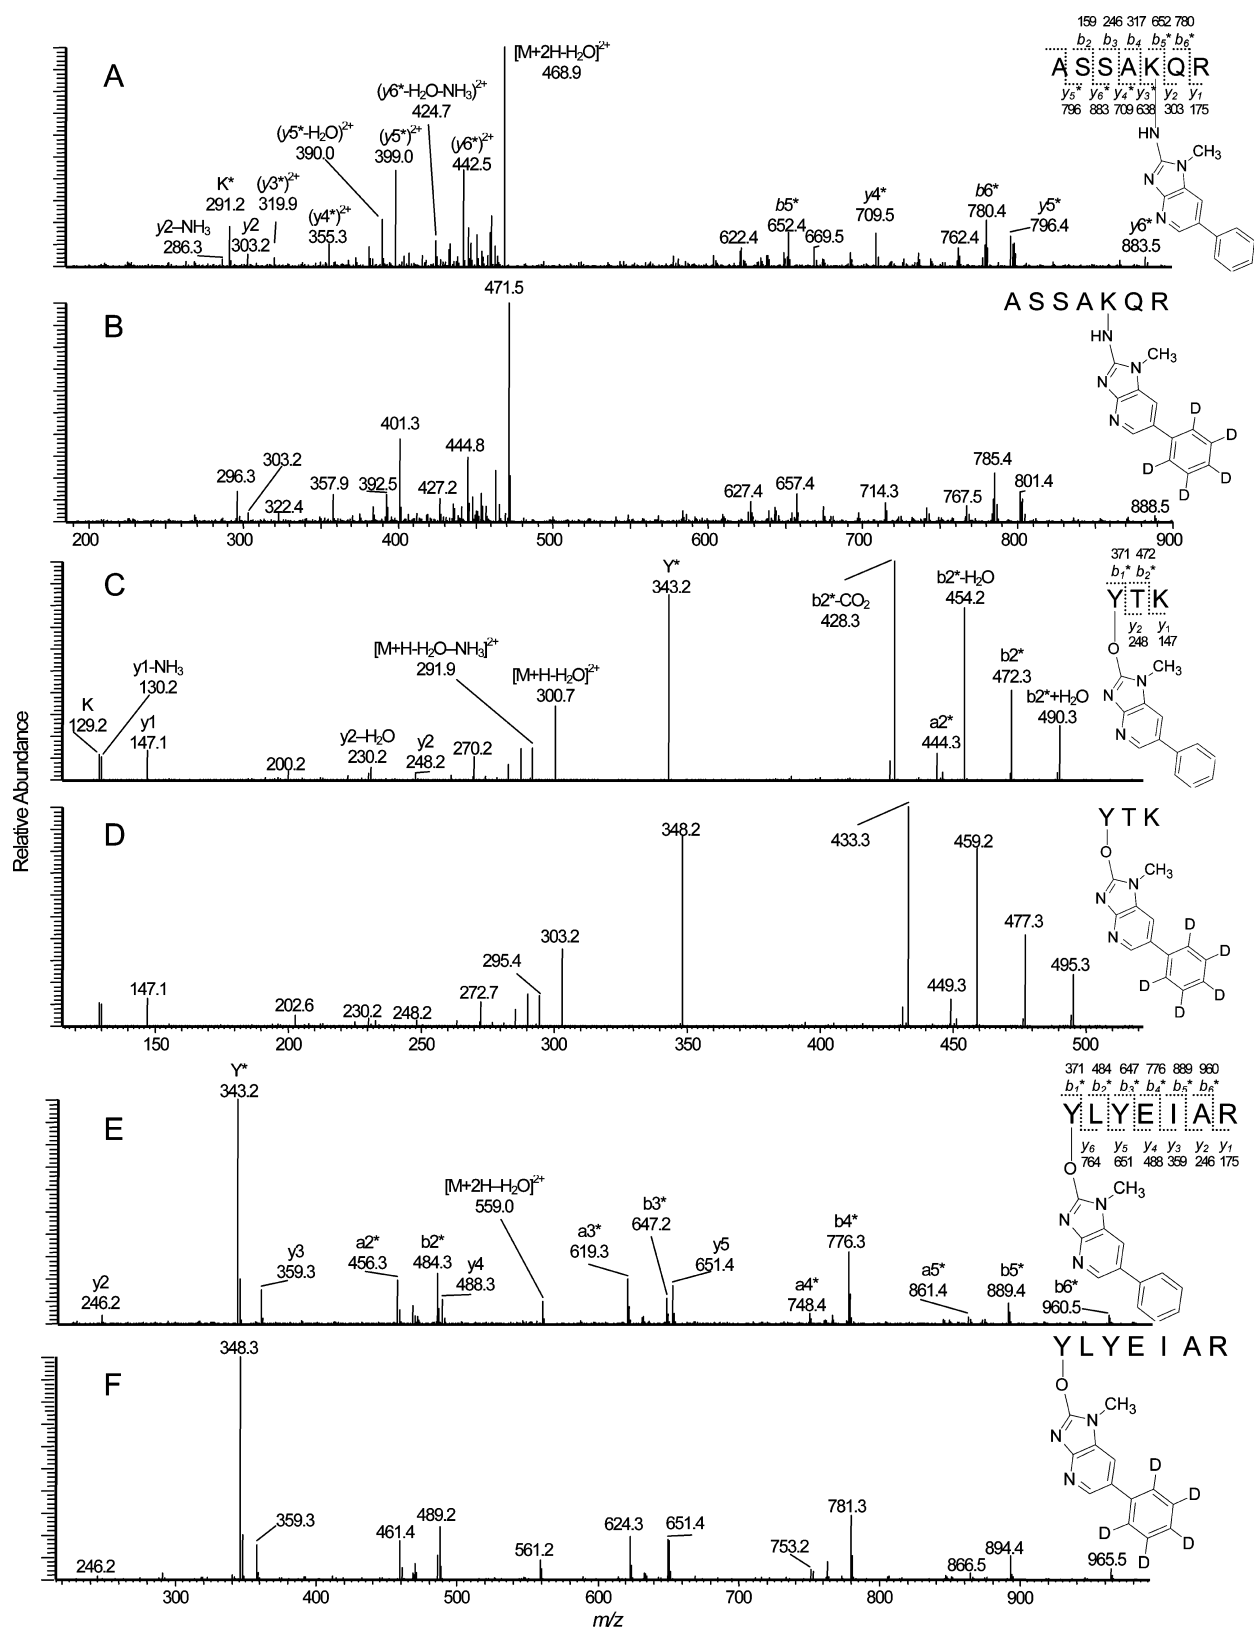 A
159 246 317 652 780
b2 b3 b4 b5* b6*
A S S A K Q R
y5* y6* y4* y3* y2 y1
796 883 709 638 303 175
HN
N
N
CH3
N
[M+2H-H2O]2+
468.9
(y6*-H2O-NH3)2+
424.7
(y5*-H2O)2+
390.0
(y5*)2+
399.0
(y6*)2+
442.5
K*
291.2
(y3*)2+
319.9
y2–NH3
286.3
y2
303.2
(y4*)2+
355.3
622.4
b5*
652.4
669.5
y4*
709.5
762.4
b6*
780.4
y5*
796.4
y6*
883.5
B
A S S A K Q R
HN
N
N
CH3
N
D
D
D
D
D
471.5
296.3
303.2
322.4
357.9
392.5
401.3
427.2
444.8
627.4
657.4
714.3
767.5
785.4
801.4
888.5
200 300 400 500 600 700 800 900
C
371 472
b1* b2*
Y T K
y2 y1
248 147
O
N
N
CH3
N
K
129.2
y1-NH3
130.2
y1
147.1
200.2
y2–H2O
230.2
y2
248.2
270.2
[M+H-H2O–NH3]2+
291.9
[M+H-H2O]2+
300.7
Y*
343.2
b2*-CO2
428.3
a2*
444.3
b2*-H2O
454.2
b2*
472.3
b2*+H2O
490.3
Relative Abundance
D
Y T K
O
N
N
CH3
N
D
D
D
D
D
147.1
202.6
230.2
248.2
272.7
295.4
303.2
348.2
433.3
449.3
459.2
477.3
495.3
150 200 250 300 350 400 450 500
E
371 484 647 776 889 960
b1* b2* b3* b4* b5* b6*
Y L Y E I A R
y6 y5 y4 y3 y2 y1
764 651 488 359 246 175
O
N
N
CH3
N
y2
246.2
Y*
343.2
y3
359.3
a2*
456.3
b2*
484.3
y4
488.3
[M+2H–H2O]2+
559.0
a3*
619.3
b3*
647.2
y5
651.4
a4*
748.4
b4*
776.3
a5*
861.4
b5*
889.4
b6*
960.5
F
Y L Y E I A R
O
N
N
CH3
N
D
D
D
D
D
246.2
348.3
359.3
461.4
489.2
561.2
624.3
651.4
753.2
781.3
866.5
894.4
965.5
300 400 500 600 700 800 900
m/z